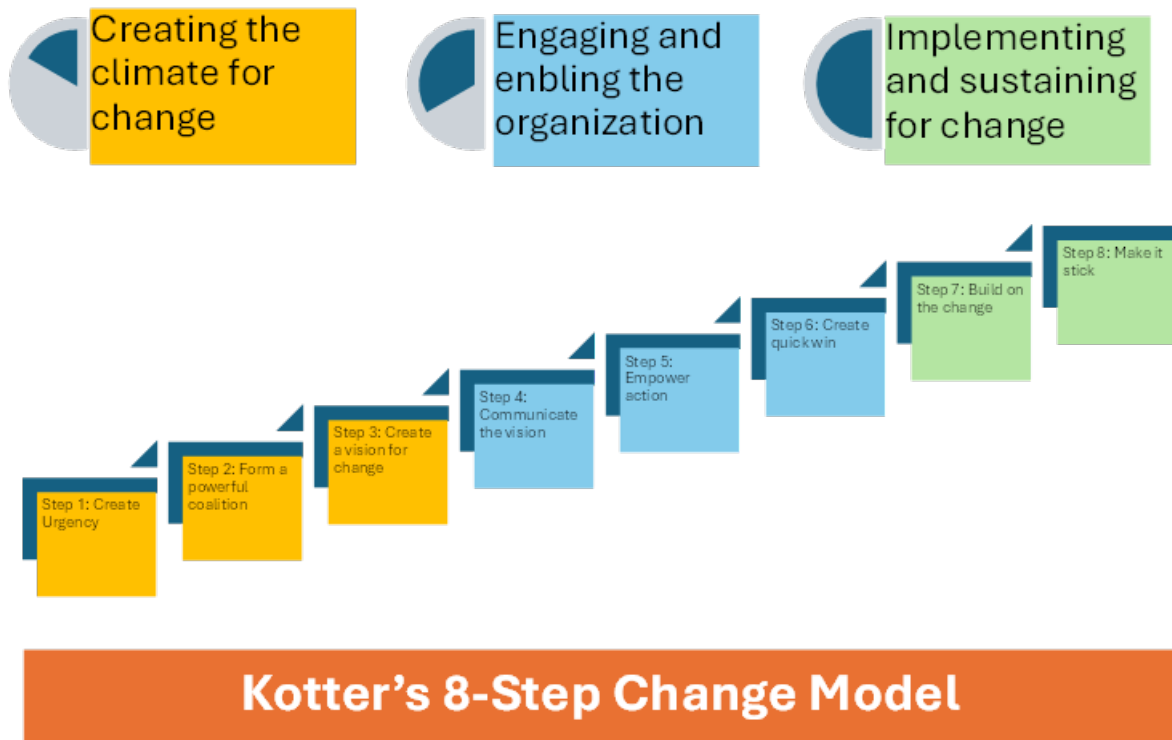 Creating the
climate for
change
Engaging and
enbling the
organization
Implementing
and sustaining
for change
Step 1: Create
Urgency
Step 2: Form a
powerful
coalition
Step 3: Create
a vision for
change
Step 4:
Communicate
the vision
Step 5:
Empower
action
Step 6: Create
quick win
Step 7: Build on
the change
Step 8: Make it
stick
Kotter’s 8-Step Change Model